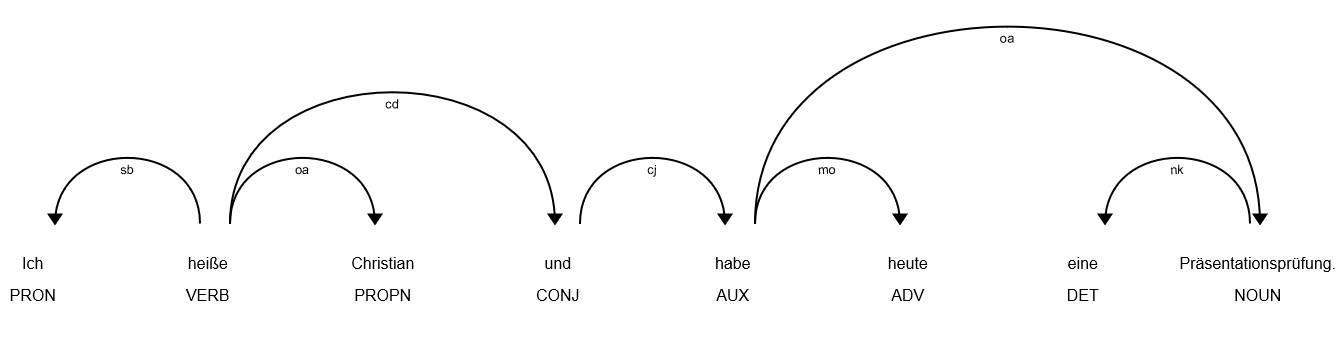 oa
cd
sb oa cj mo nk
Ich heiße Christian und habe heute eine Präsentationsprüfung.
PRON VERB PROPN CONJ AUX ADV DET NOUN